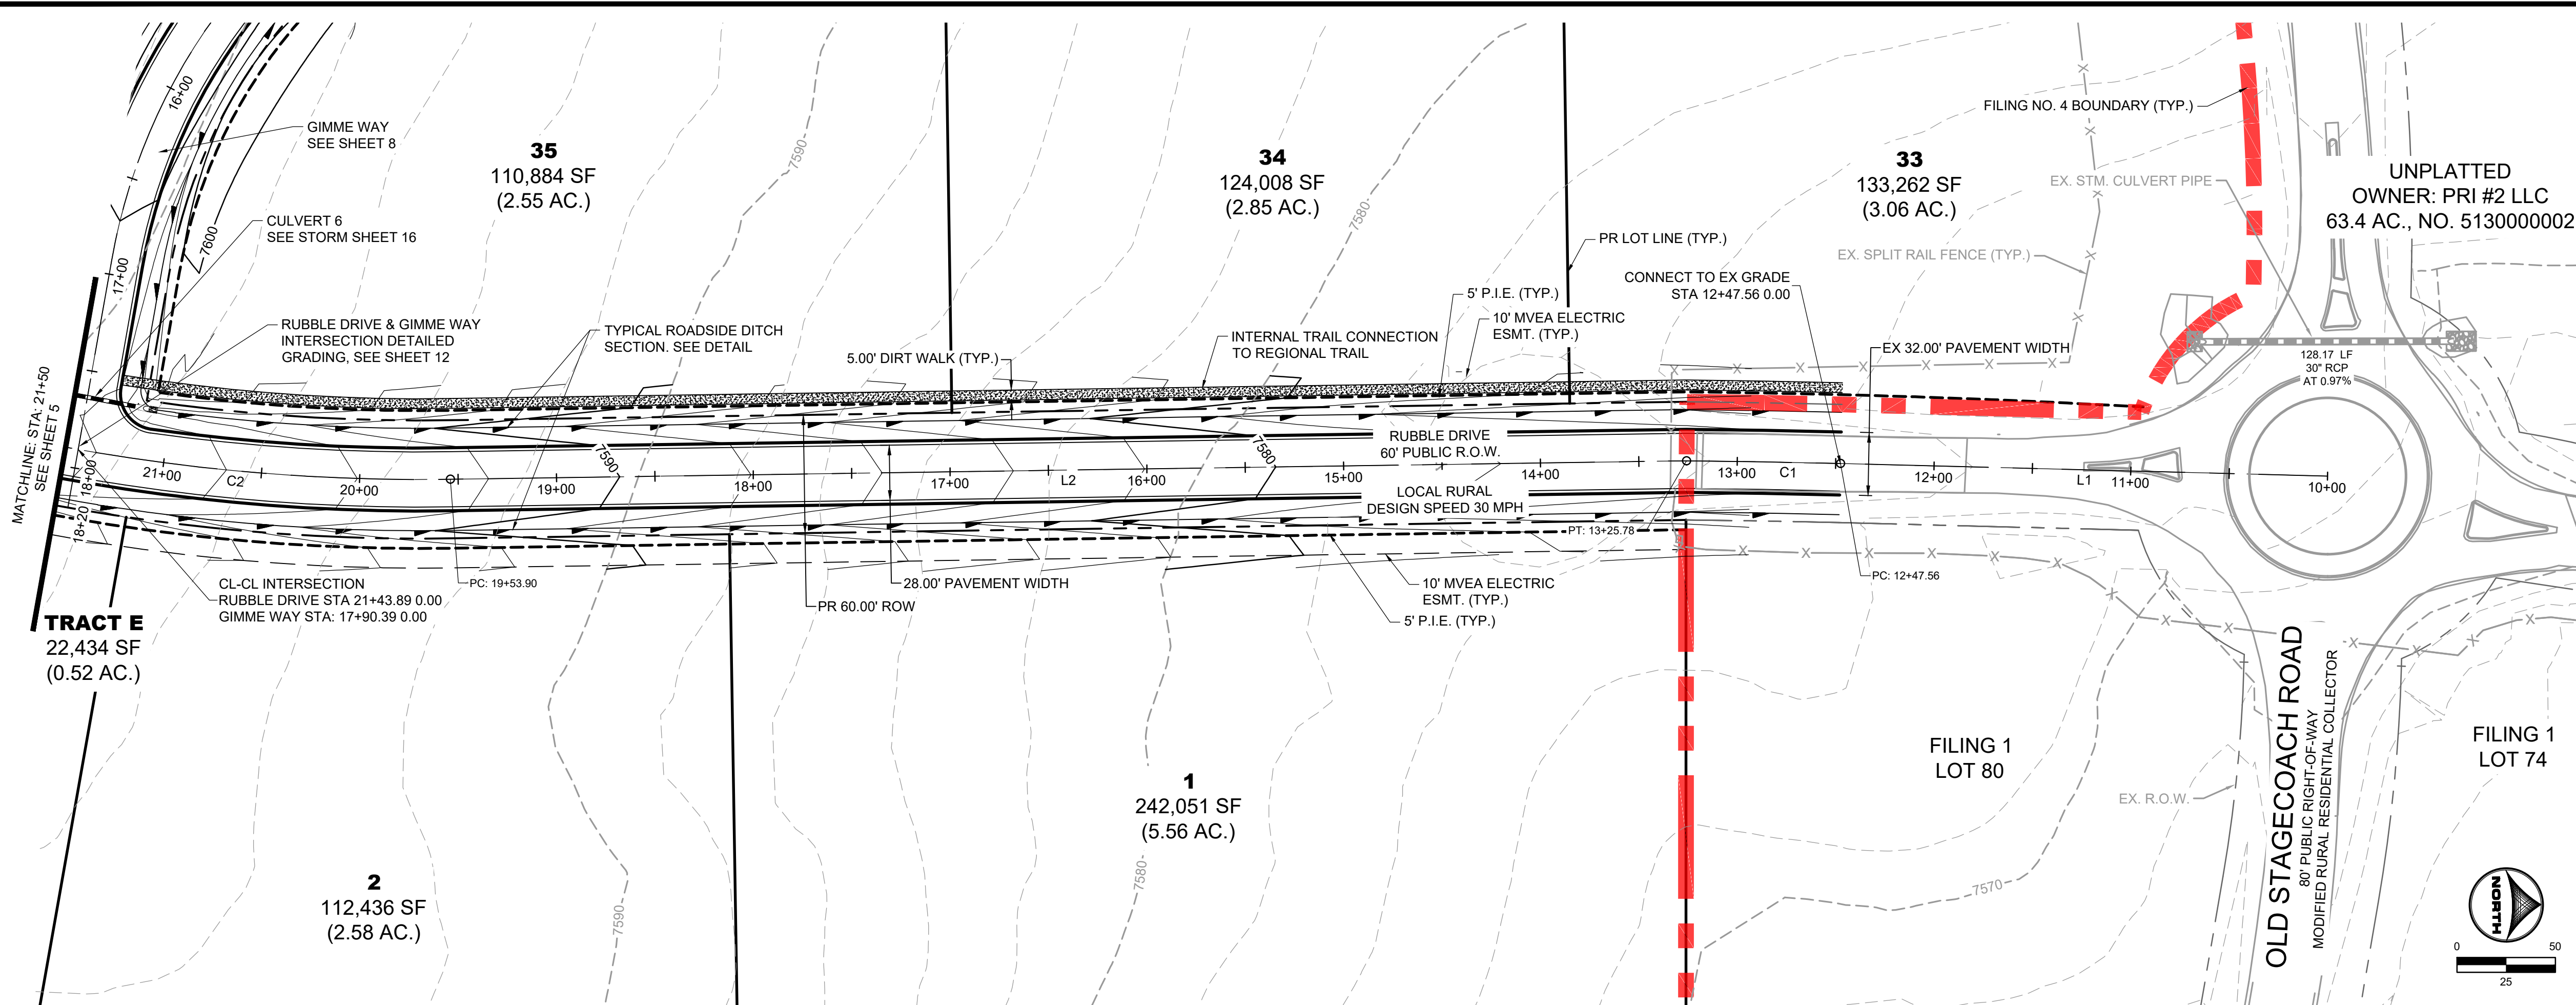 16+00
17+00
GIMME WAY
SEE SHEET 8
7600
CULVERT 6
SEE STORM SHEET 16
RUBBLE DRIVE & GIMME WAY
INTERSECTION DETAILED
GRADING, SEE SHEET 12
MATCHLINE: STA: 21+50
SEE SHEET 5
35
110,884 SF
(2.55 AC.)
7590
TYPICAL ROADSIDE DITCH
SECTION. SEE DETAIL
5.00' DIRT WALK (TYP.)
34
124,008 SF
(2.85 AC.)
7580
INTERNAL TRAIL CONNECTION
TO REGIONAL TRAIL
5' P.I.E. (TYP.)
10' MVEA ELECTRIC
ESMT. (TYP.)
PR LOT LINE (TYP.)
CONNECT TO EX GRADE
STA 12+47.56 0.00
33
133,262 SF
(3.06 AC.)
FILING NO. 4 BOUNDARY (TYP.)
EX. STM. CULVERT PIPE
EX. SPLIT RAIL FENCE (TYP.)
EX 32.00' PAVEMENT WIDTH
UNPLATTED
OWNER: PRI #2 LLC
63.4 AC., NO. 5130000002
128.17 LF
30" RCP
AT 0.97%
RUBBLE DRIVE
60' PUBLIC R.O.W.
LOCAL RURAL
DESIGN SPEED 30 MPH
18+00
18+20
21+00
C2
20+00
19+00
7590
18+00
17+00
L2
16+00
7580
15+00
14+00
13+00
C1
12+00
L1
11+00
10+00
PT: 13+25.78
PC: 12+47.56
PC: 19+53.90
CL-CL INTERSECTION
RUBBLE DRIVE STA 21+43.89 0.00
GIMME WAY STA: 17+90.39 0.00
PR 60.00' ROW
28.00' PAVEMENT WIDTH
10' MVEA ELECTRIC
ESMT. (TYP.)
5' P.I.E. (TYP.)
TRACT E
22,434 SF
(0.52 AC.)
2
112,436 SF
(2.58 AC.)
7590
1
242,051 SF
(5.56 AC.)
7580
FILING 1
LOT 80
7570
EX. R.O.W.
OLD STAGECOACH ROAD
80' PUBLIC RIGHT-OF-WAY
MODIFIED RURAL RESIDENTIAL COLLECTOR
FILING 1
LOT 74
NORTH
0
50
25